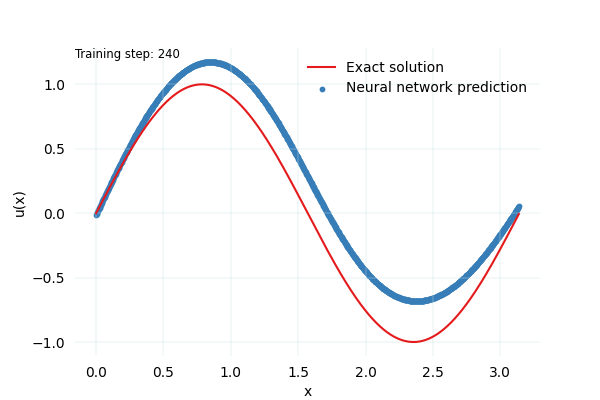 Training step: 240
Exact solution
Neural network prediction
1.0
0.5
0.0
−0.5
−1.0
u(x)
0.0 0.5 1.0 1.5 2.0 2.5 3.0
x